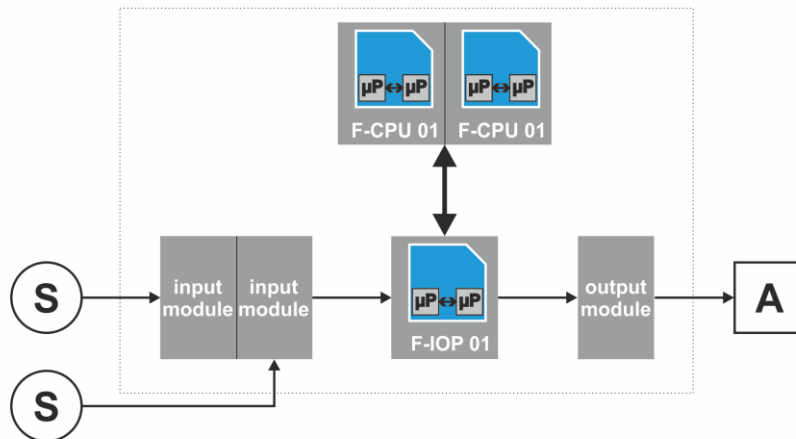 µP µP µP µP
F-CPU 01 F-CPU 01
S
input module
input module
µP µP
F-IOP 01
output module
A
S